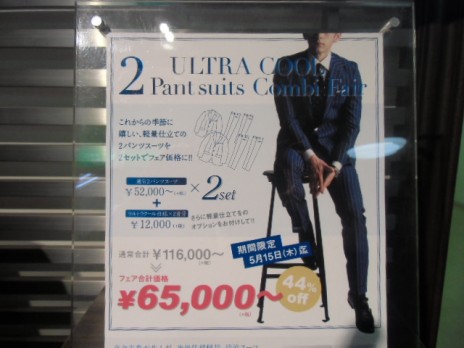 2 ULTRA COOL
Pant suits Combi Fair
これからの季節に
嬉しい、軽量仕立ての
2パンツスーツを
2セットでフェア価格に!!
¥52,000～
×2set
+
¥12,000
さらに軽量仕立てをの
オプションをお付けして!!
通常合計 ¥116,000～
期間限定
5月15日(木)迄
フェア合計価格
¥65,000～
44%
off